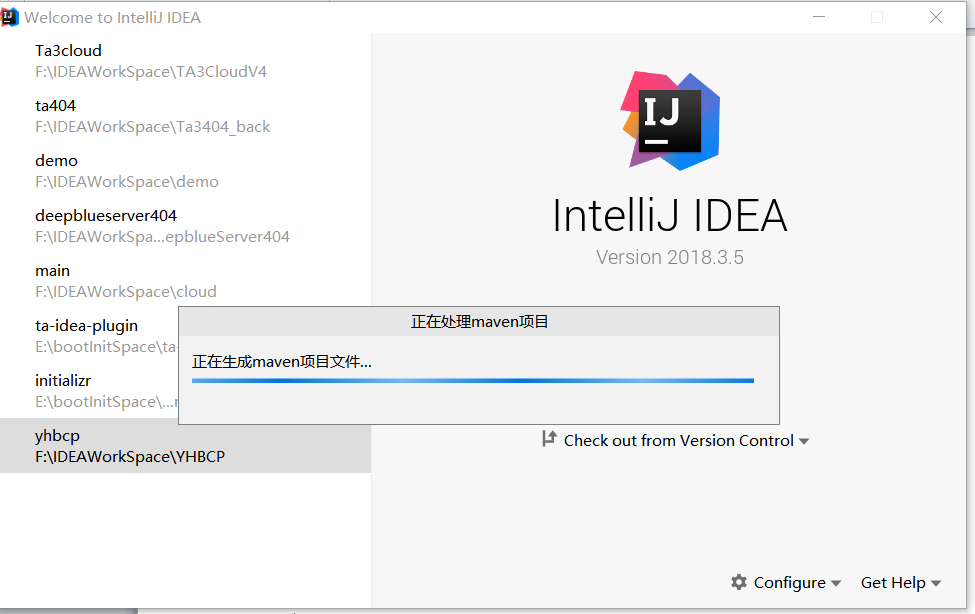 Welcome to IntelliJ IDEA
Ta3cloud
F:\IDEAWorkSpace\TA3CloudV4
ta404
F:\IDEAWorkSpace\Ta3404_back
demo
F:\IDEAWorkSpace\demo
deepblueserver404
F:\IDEAWorkSpa...epblueServer404
main
F:\IDEAWorkSpace\cloud
ta-idea-plugin
E:\bootInitSpace\ta-
initializr
E:\bootInitSpace\...
yhbcp
F:\IDEAWorkSpace\YHBCP
IJ
IntelliJ IDEA
Version 2018.3.5
正在处理maven项目
正在生成maven项目文件...
Check out from Version Control
Configure
Get Help